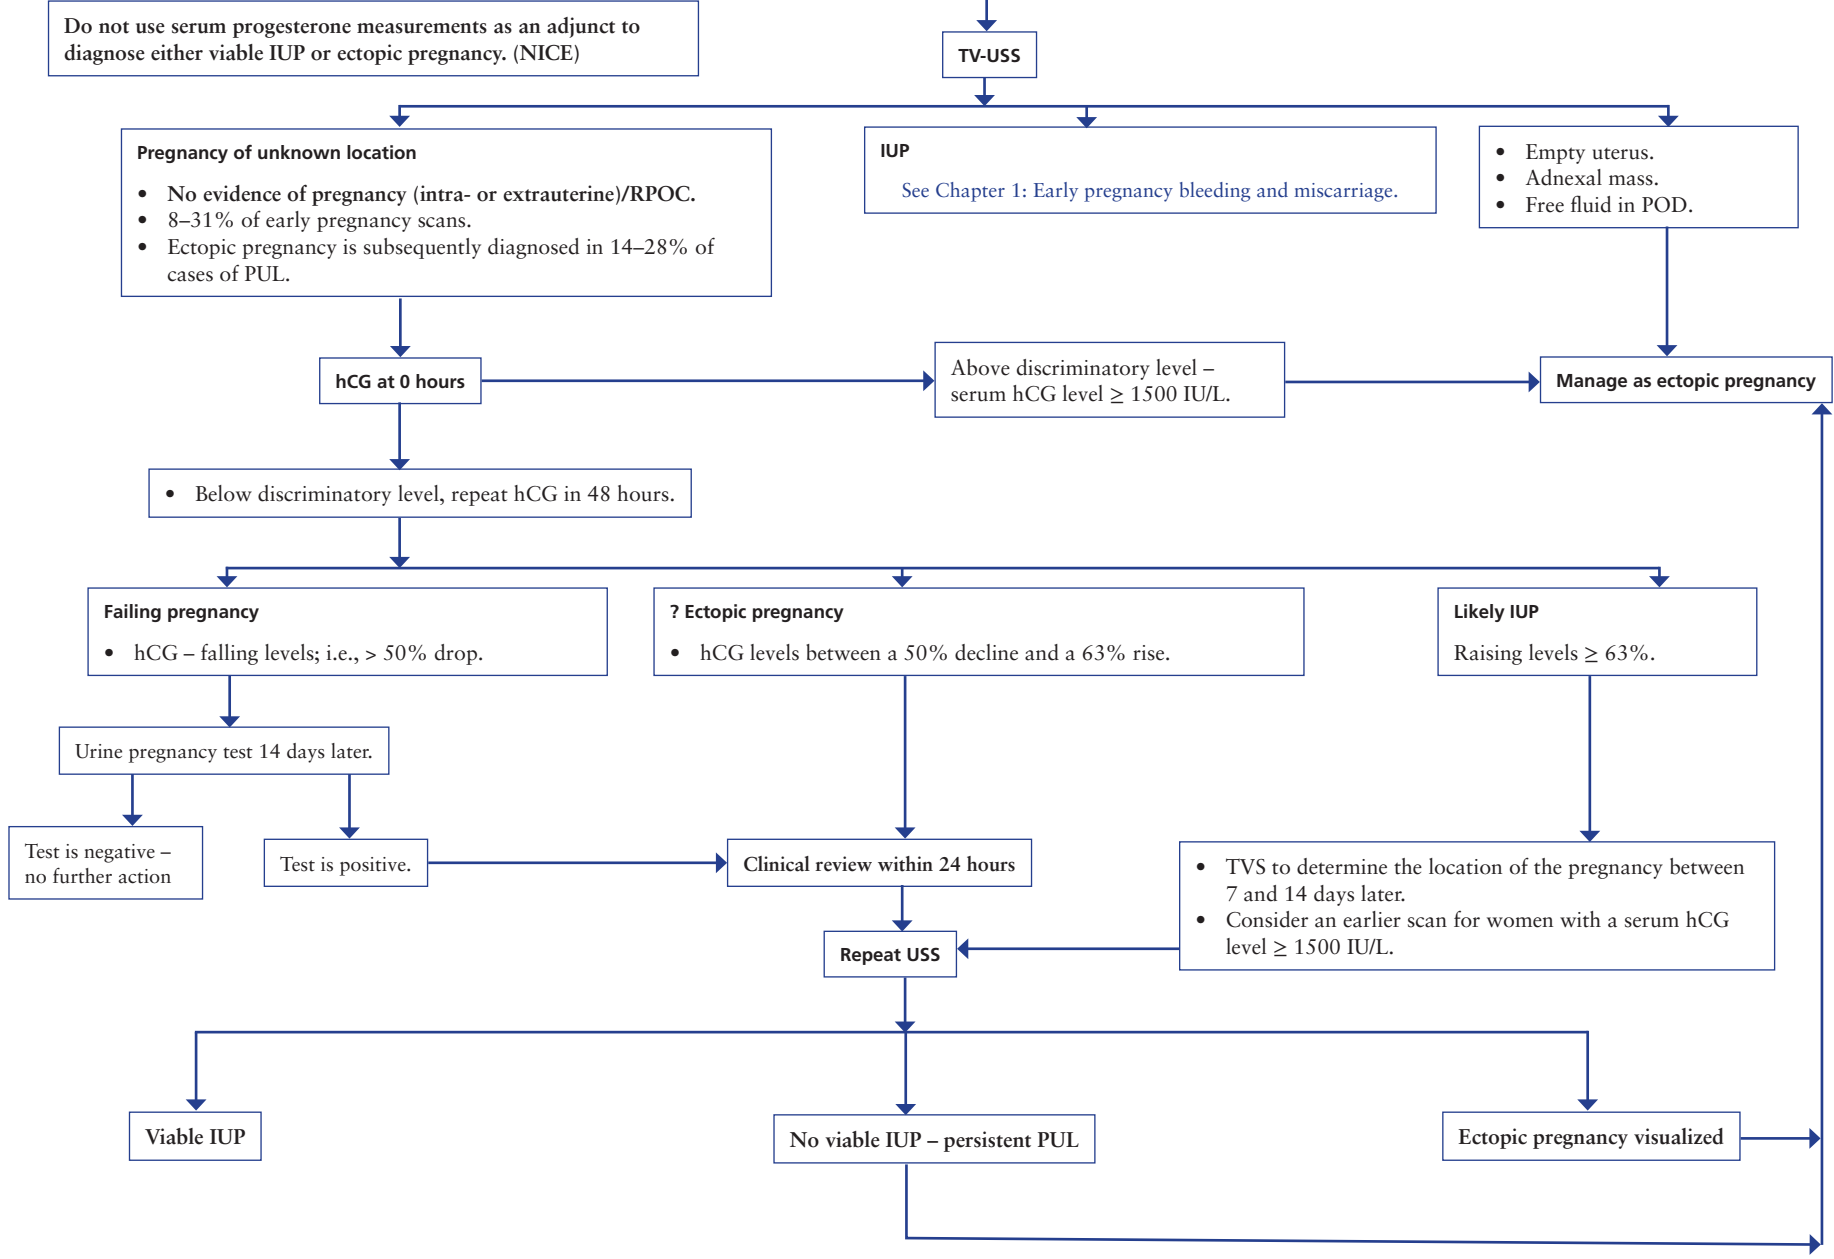 Do not use serum progesterone measurements as an adjunct to
diagnose either viable IUP or ectopic pregnancy. (NICE)
TV-USS
Pregnancy of unknown location
• No evidence of pregnancy (intra- or extrauterine)/RPOC.
• 8–31% of early pregnancy scans.
• Ectopic pregnancy is subsequently diagnosed in 14–28% of
cases of PUL.
IUP
See Chapter 1: Early pregnancy bleeding and miscarriage.
• Empty uterus.
• Adnexal mass.
• Free fluid in POD.
hCG at 0 hours
Above discriminatory level –
serum hCG level ≥ 1500 IU/L.
Manage as ectopic pregnancy
• Below discriminatory level, repeat hCG in 48 hours.
Failing pregnancy
• hCG – falling levels; i.e., > 50% drop.
? Ectopic pregnancy
• hCG levels between a 50% decline and a 63% rise.
Likely IUP
Raising levels ≥ 63%.
Urine pregnancy test 14 days later.
Test is negative –
no further action
Test is positive.
Clinical review within 24 hours
• TVS to determine the location of the pregnancy between
7 and 14 days later.
• Consider an earlier scan for women with a serum hCG
level ≥ 1500 IU/L.
Repeat USS
Viable IUP
No viable IUP – persistent PUL
Ectopic pregnancy visualized